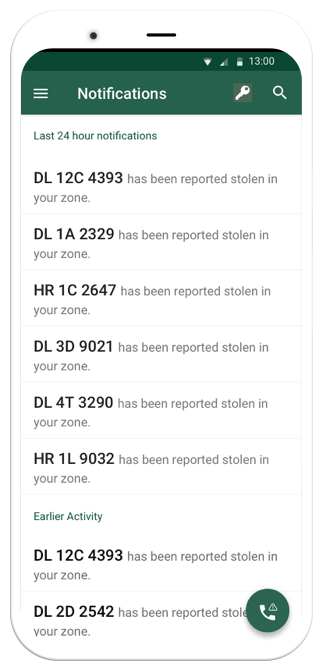 13:00
Notifications
Last 24 hour notifications
DL 12C 4393 has been reported stolen in
your zone.
DL 1A 2329 has been reported stolen in
your zone.
HR 1C 2647 has been reported stolen in
your zone.
DL 3D 9021 has been reported stolen in
your zone.
DL 4T 3290 has been reported stolen in
your zone.
HR 1L 9032 has been reported stolen in
your zone.
Earlier Activity
DL 12C 4393 has been reported stolen in
your zone.
DL 2D 2542 has been reported
your zone.